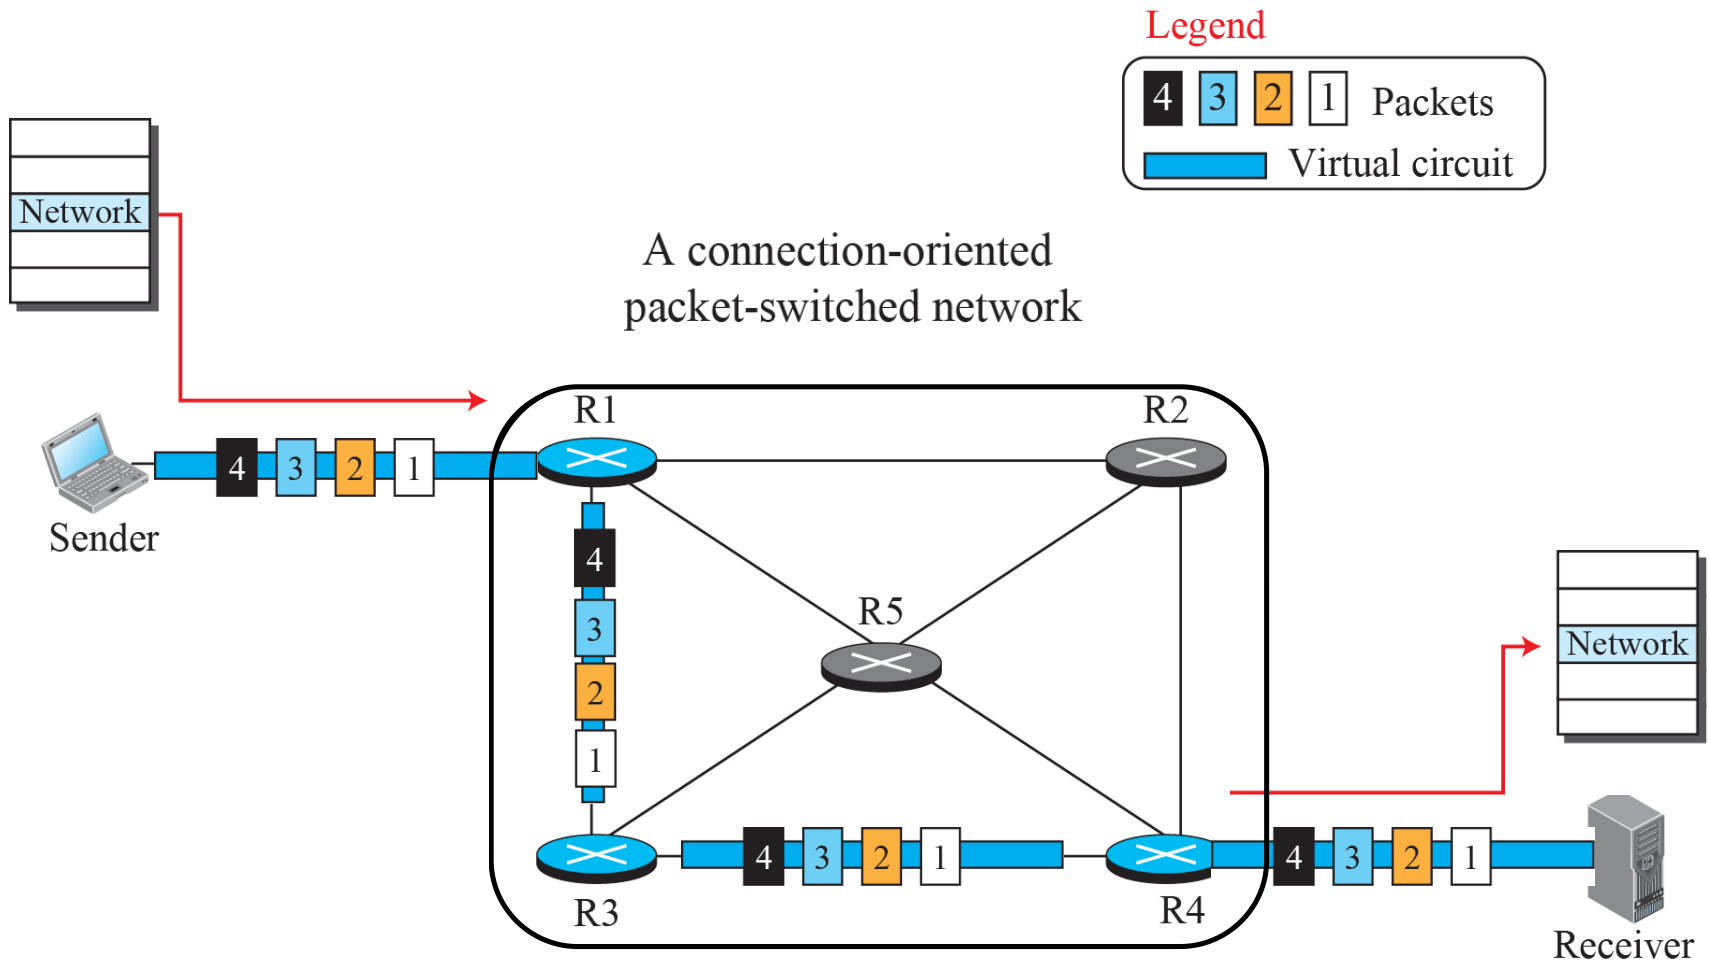 Legend
4 3 2 1 Packets
Virtual circuit
Network
A connection-oriented
packet-switched network
R1
R2
4 3 2 1
Sender
4
3
2
1
R5
Network
4 3 2 1
4 3 2 1
R3
R4
Receiver